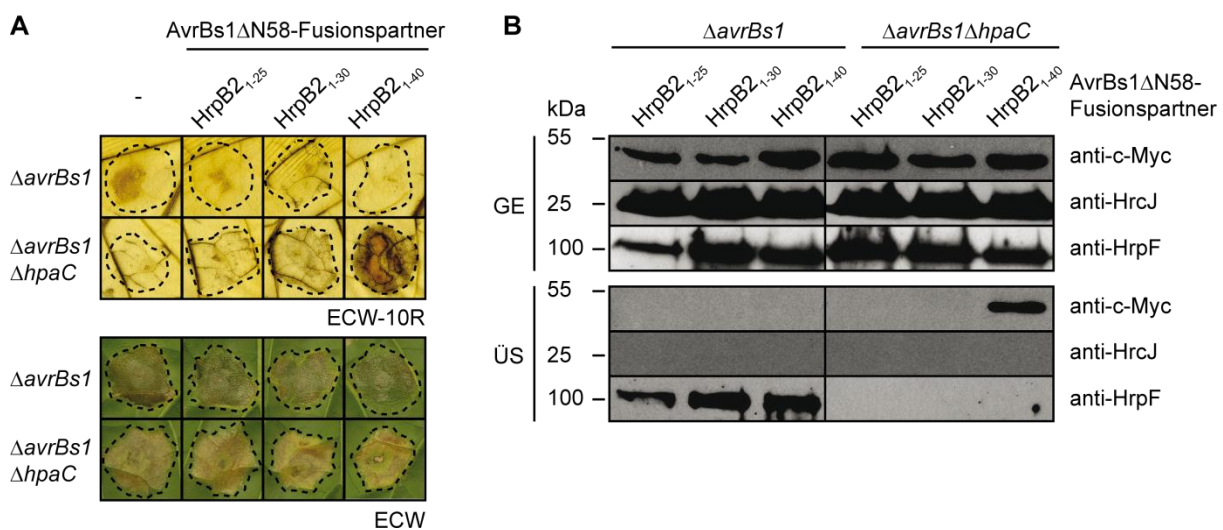 A
AvrBs1ΔN58-Fusionspartner
-
HrpB2₁₋₂₅
HrpB2₁₋₃₀
HrpB2₁₋₄₀
ΔavrBs1
ΔavrBs1
ΔhpaC
ECW-10R
ΔavrBs1
ΔavrBs1
ΔhpaC
ECW
B
ΔavrBs1
ΔavrBs1ΔhpaC
kDa
HrpB2₁₋₂₅
HrpB2₁₋₃₀
HrpB2₁₋₄₀
HrpB2₁₋₂₅
HrpB2₁₋₃₀
HrpB2₁₋₄₀
AvrBs1ΔN58-
Fusionspartner
GE
55
anti-c-Myc
25
anti-HrcJ
100
anti-HrpF
ÜS
55
anti-c-Myc
25
anti-HrcJ
100
anti-HrpF